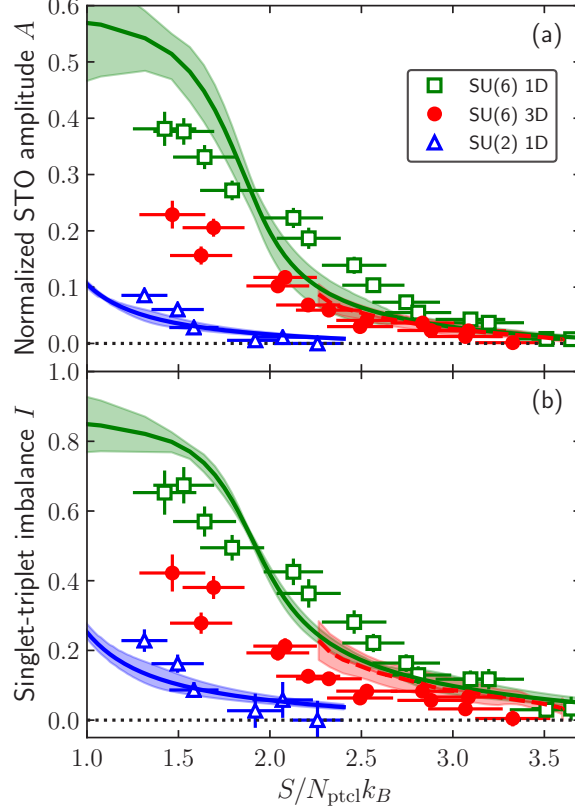 0.6
0.5
0.4
0.3
0.2
0.1
0.0
Normalized STO amplitude A
(a)
SU(6) 1D
SU(6) 3D
SU(2) 1D
1.0
0.8
0.6
0.4
0.2
0.0
Singlet-triplet imbalance I
(b)
1.0 1.5 2.0 2.5 3.0 3.5
S/N_ptcl k_B